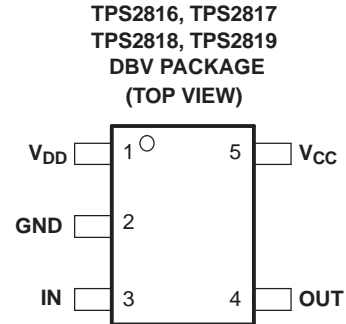 TPS2816, TPS2817
TPS2818, TPS2819
DBV PACKAGE
(TOP VIEW)
VDD 1 5 VCC
GND 2
IN 3 4 OUT